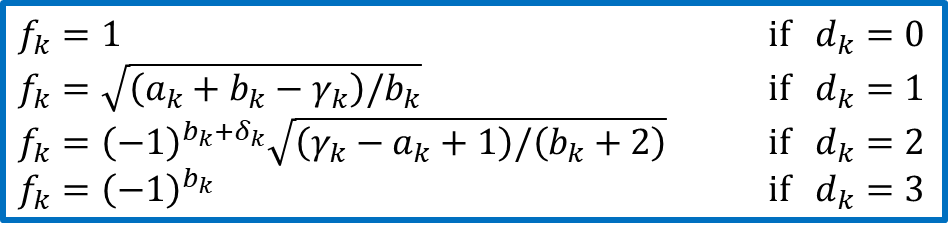 f_k = 1 if d_k = 0
f_k = √((a_k + b_k − γ_k)/b_k) if d_k = 1
f_k = (−1)^{b_k+δ_k} √((γ_k − a_k + 1)/(b_k + 2)) if d_k = 2
f_k = (−1)^{b_k} if d_k = 3